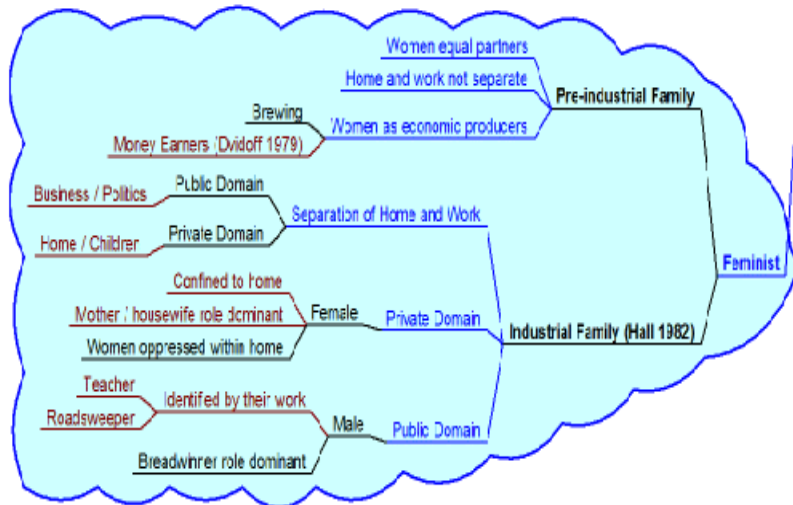 Women equal partners
Home and work not separate
Pre-industrial Family
Brewing
Women as economic producers
Money Earners (Dvidoff 1979)
Public Domain
Business / Politics
Separation of Home and Work
Private Domain
Home / Children
Feminist
Confined to home
Mother / housewife role dominant
Female
Private Domain
Women oppressed within home
Industrial Family (Hall 1982)
Teacher
Identified by their work
Roadsweeper
Male
Public Domain
Breadwinner role dominant